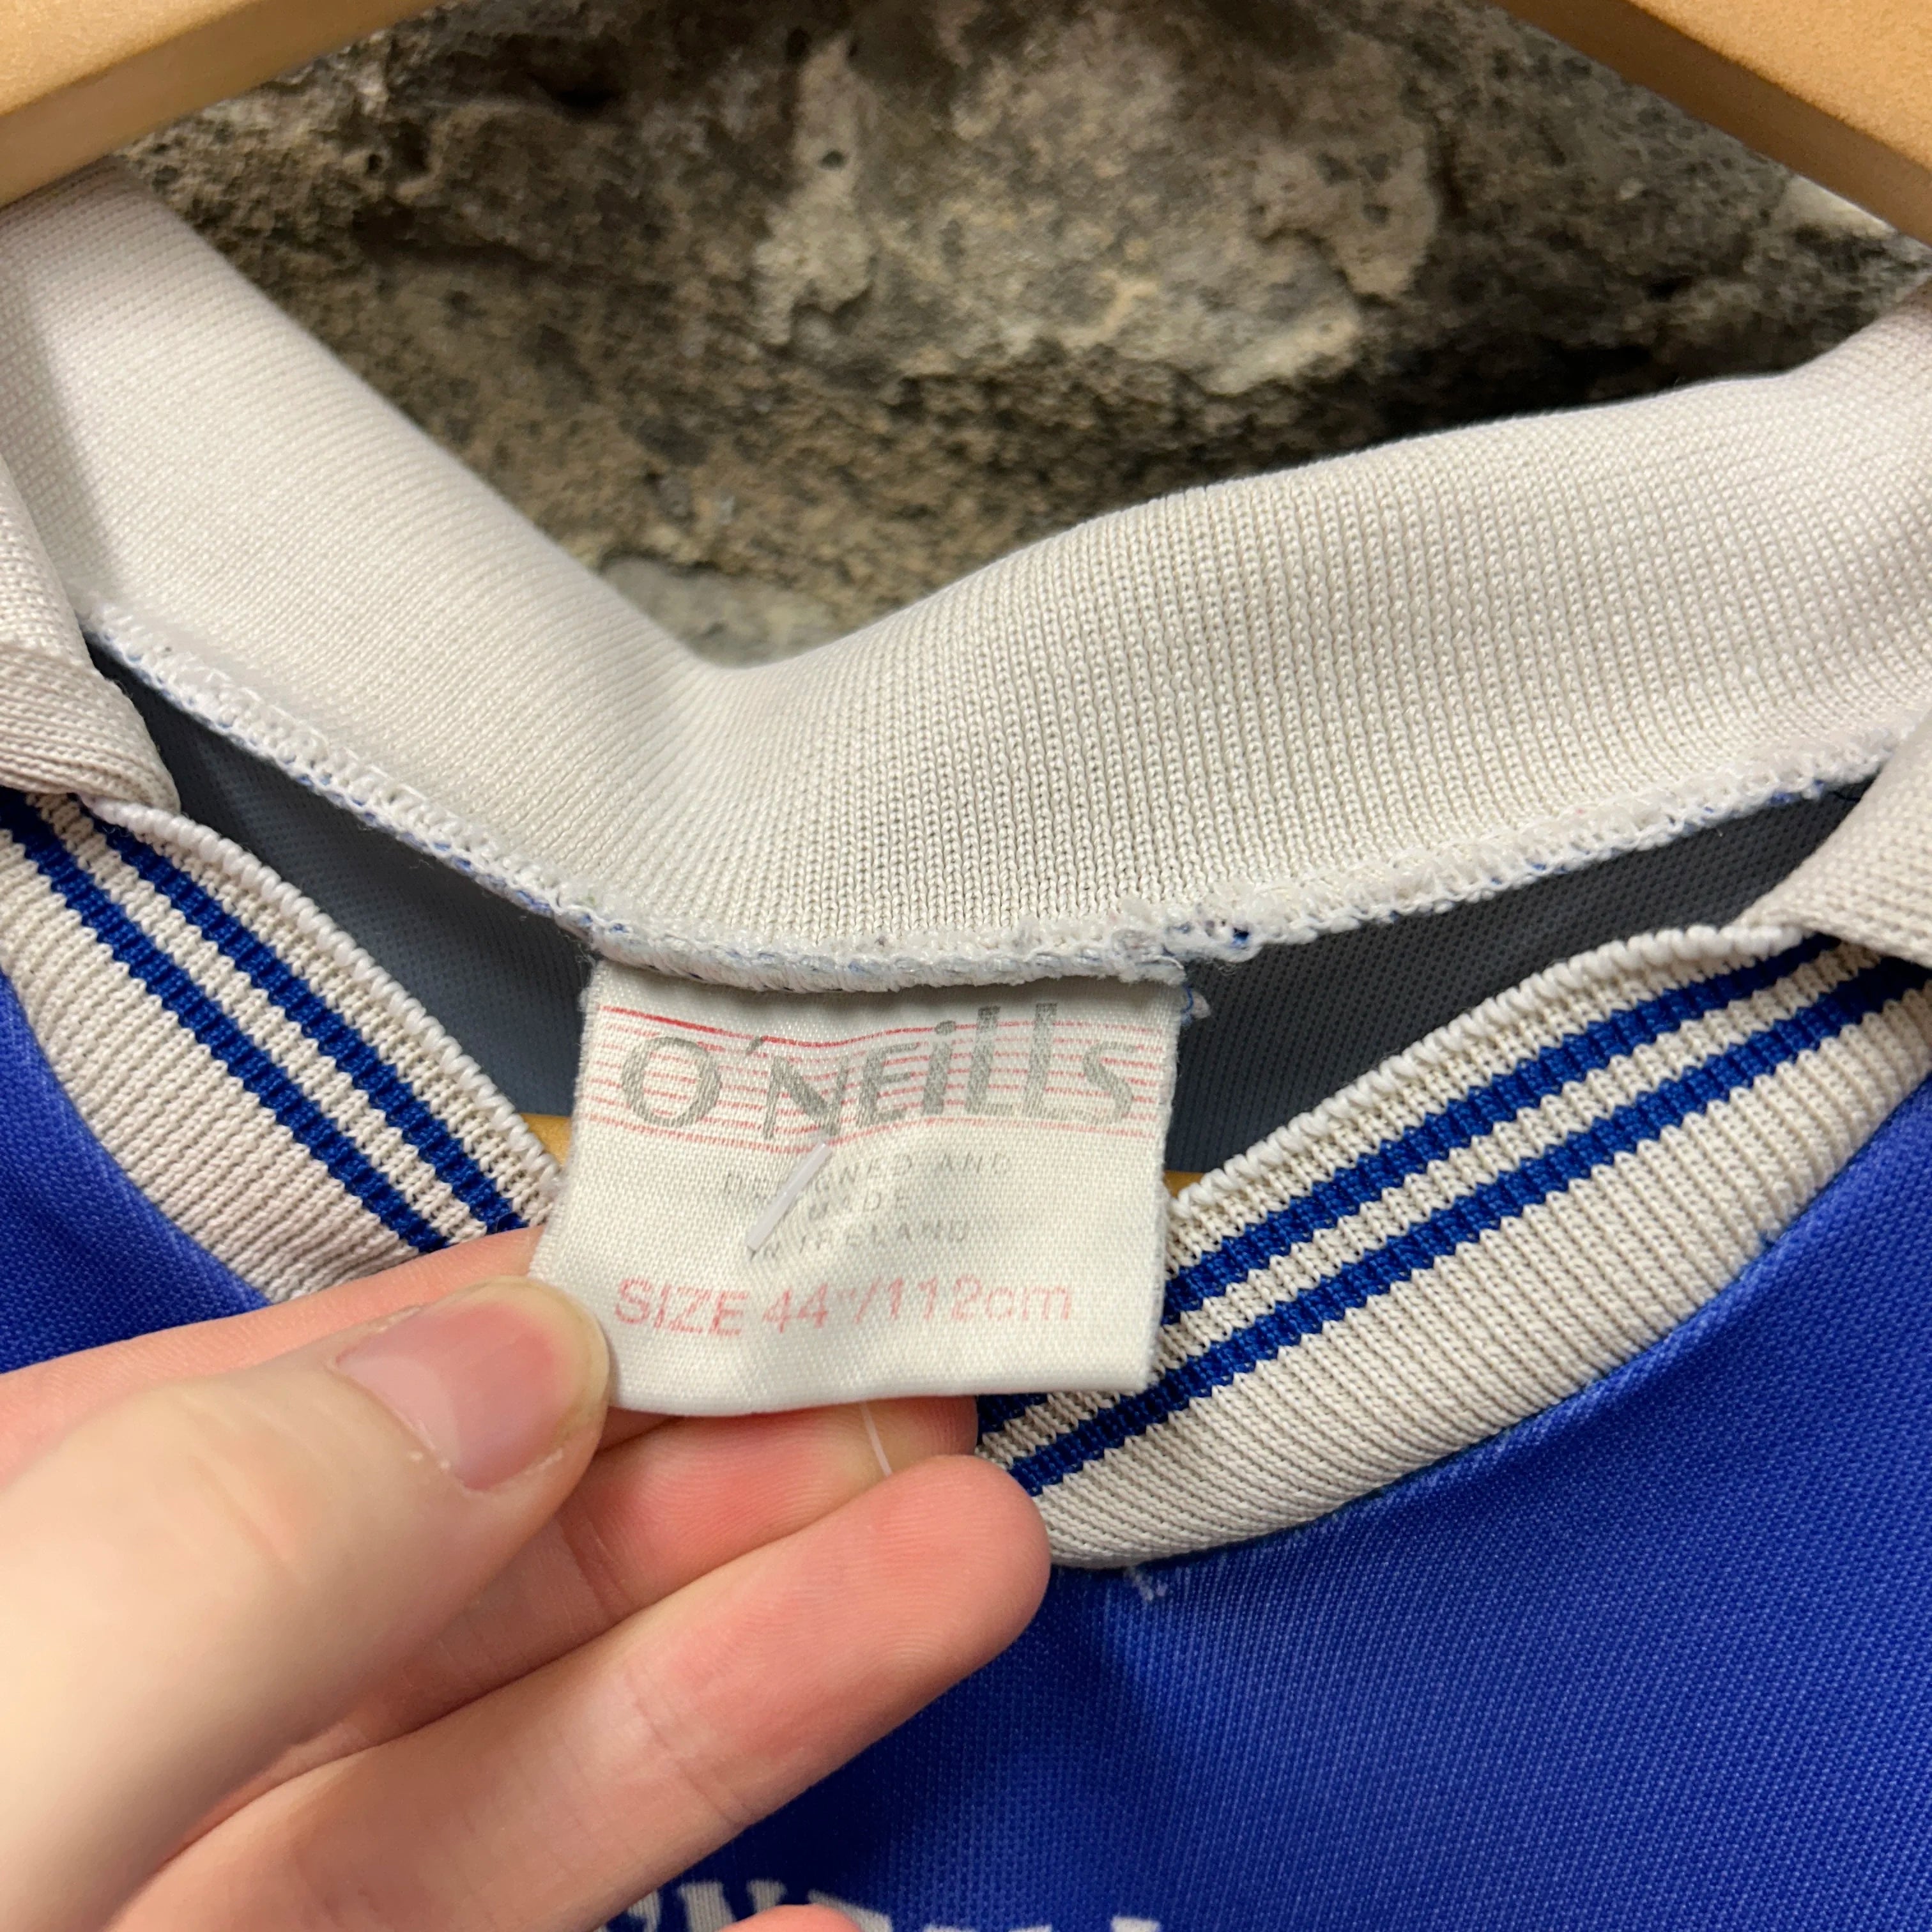 O'NEILLS
DESIGNED AND
MADE
IN IRELAND
SIZE 44"/112cm